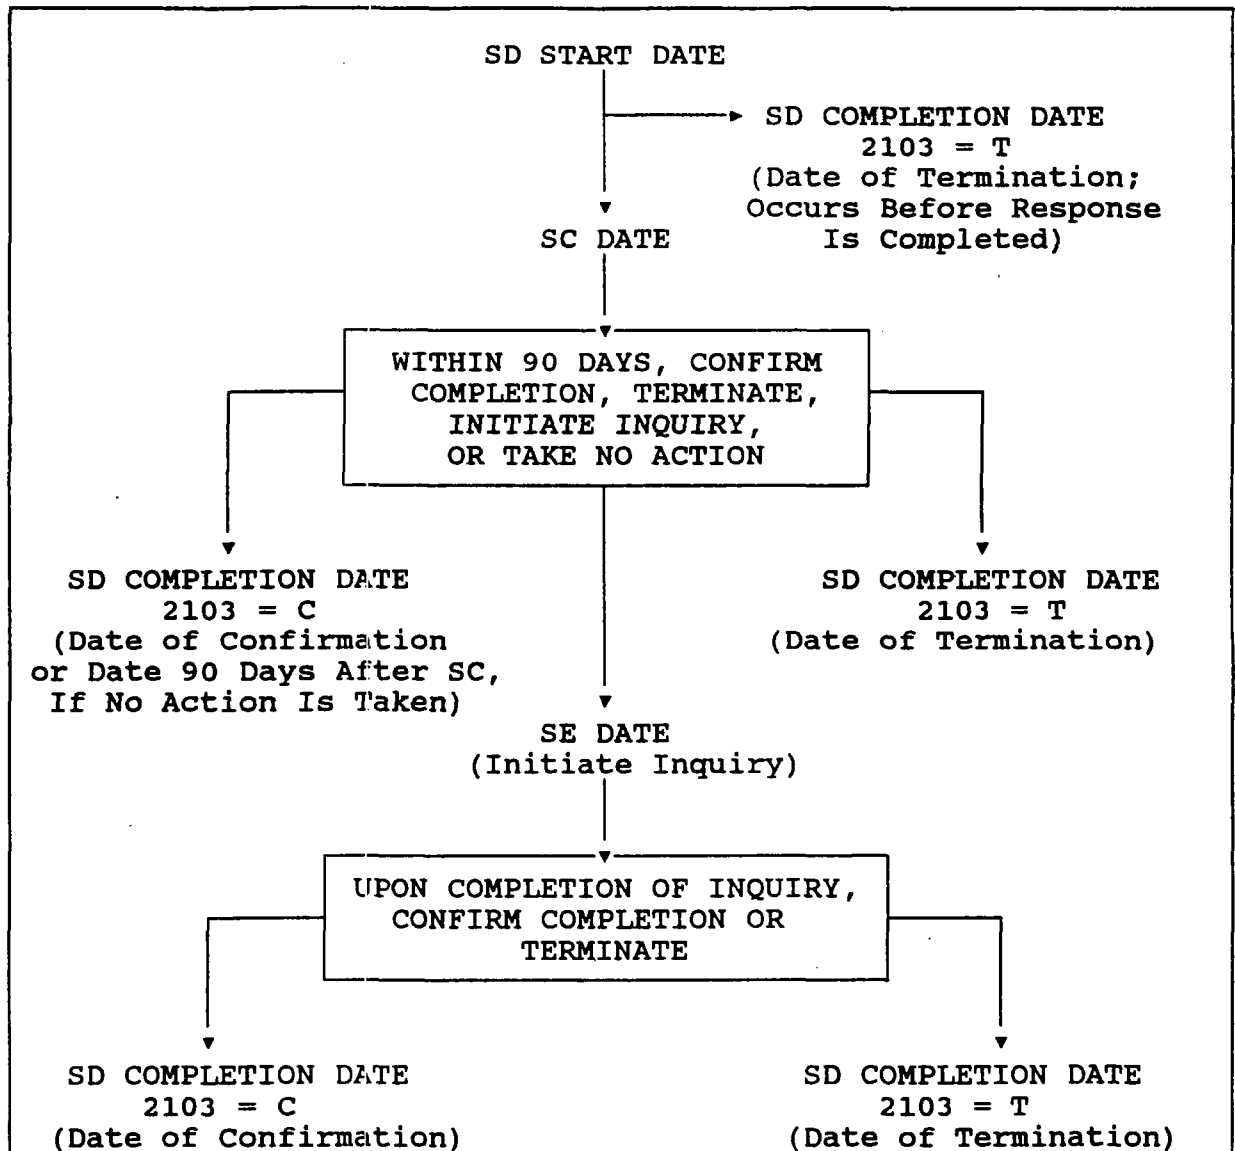 SD START DATE
SD COMPLETION DATE
2103 = T
(Date of Termination;
Occurs Before Response
Is Completed)
SC DATE
WITHIN 90 DAYS, CONFIRM
COMPLETION, TERMINATE,
INITIATE INQUIRY,
OR TAKE NO ACTION
SD COMPLETION DATE
2103 = C
(Date of Confirmation
or Date 90 Days After SC,
If No Action Is Taken)
SD COMPLETION DATE
2103 = T
(Date of Termination)
SE DATE
(Initiate Inquiry)
UPON COMPLETION OF INQUIRY,
CONFIRM COMPLETION OR
TERMINATE
SD COMPLETION DATE
2103 = C
(Date of Confirmation)
SD COMPLETION DATE
2103 = T
(Date of Termination)